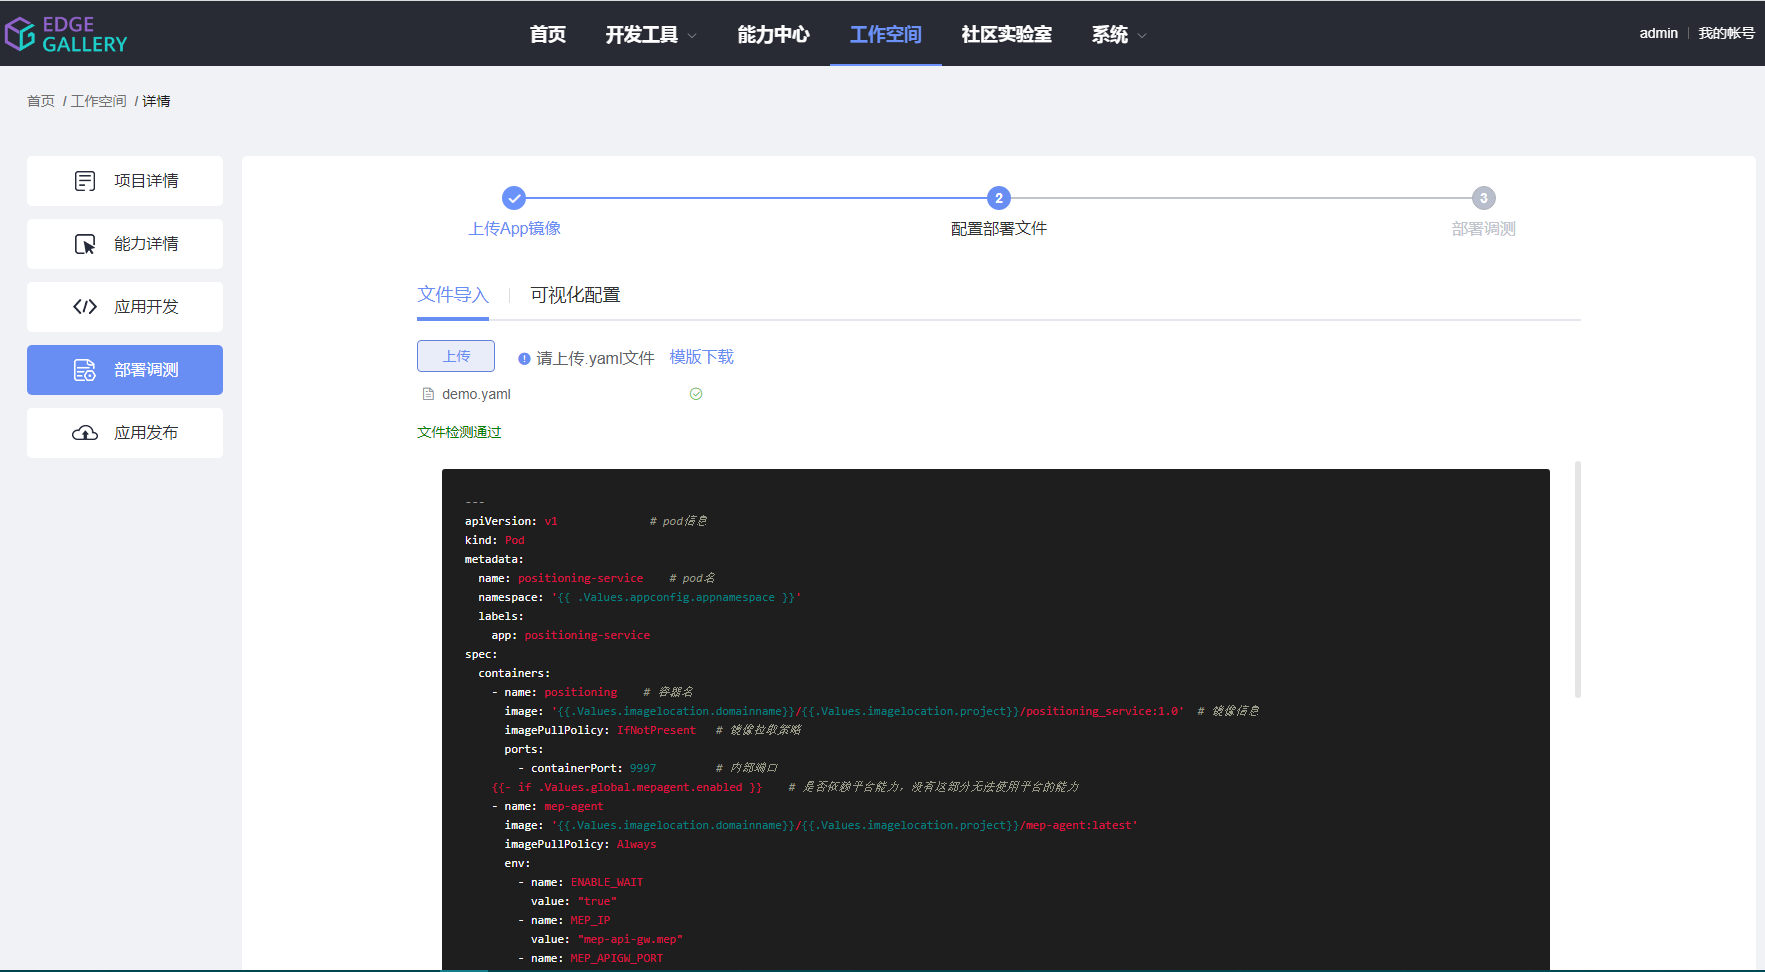 EDGE GALLERY
首页 开发工具 能力中心 工作空间 社区实验室 系统
admin 我的帐号
首页 / 工作空间 / 详情
项目详情
能力详情
应用开发
部署调测
应用发布
2
3
上传App镜像
配置部署文件
部署调测
文件导入
可视化配置
上传
请上传.yaml文件
模版下载
demo.yaml
文件检测通过
---
apiVersion: v1 # pod信息
kind: Pod
metadata:
name: positioning-service # pod名
namespace: '{{ .Values.appconfig.appnamespace }}'
labels:
app: positioning-service
spec:
containers:
- name: positioning # 容器名
image: '{{.Values.imagelocation.domainname}}/{{.Values.imagelocation.project}}/positioning_service:1.0' # 镜像信息
imagePullPolicy: IfNotPresent # 镜像拉取策略
ports:
- containerPort: 9997 # 内部端口
{{- if .Values.global.mepagent.enabled }} # 是否依赖平台能力，没有这部分无法使用平台的能力
- name: mep-agent
image: '{{.Values.imagelocation.domainname}}/{{.Values.imagelocation.project}}/mep-agent:latest'
imagePullPolicy: Always
env:
- name: ENABLE_WAIT
value: "true"
- name: MEP_IP
value: "mep-api-gw.mep"
- name: MEP_APIGW_PORT